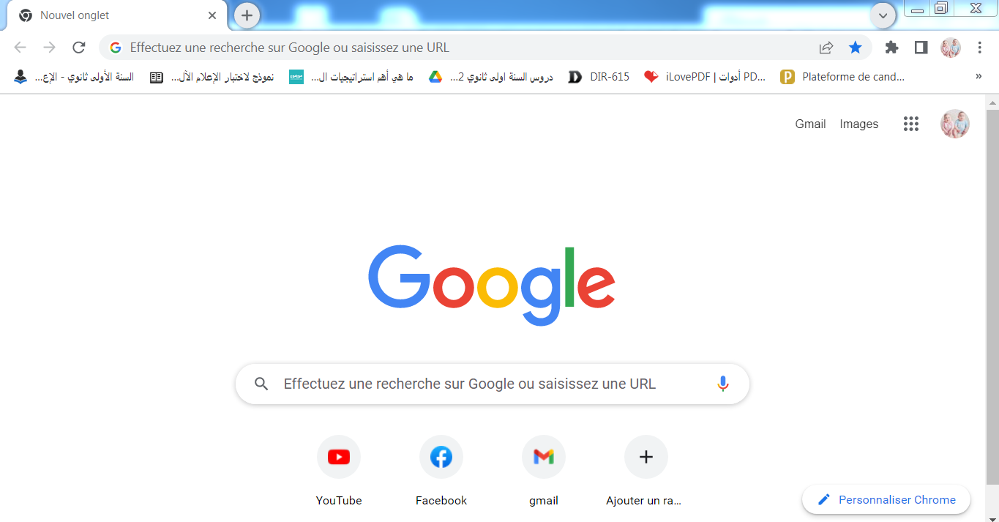 Nouvel onglet
Effectuez une recherche sur Google ou saisissez une URL
السنة الأولى ثانوي - الإع...
نموذج لاختبار الإعلام الآل...
ما هي أهم استراتيجيات ال...
دروس السنة اولى ثانوي 2...
DIR-615
iLovePDF | أدوات PD...
Plateforme de cand...
Gmail Images
Google
Effectuez une recherche sur Google ou saisissez une URL
YouTube Facebook gmail Ajouter un ra...
Personnaliser Chrome